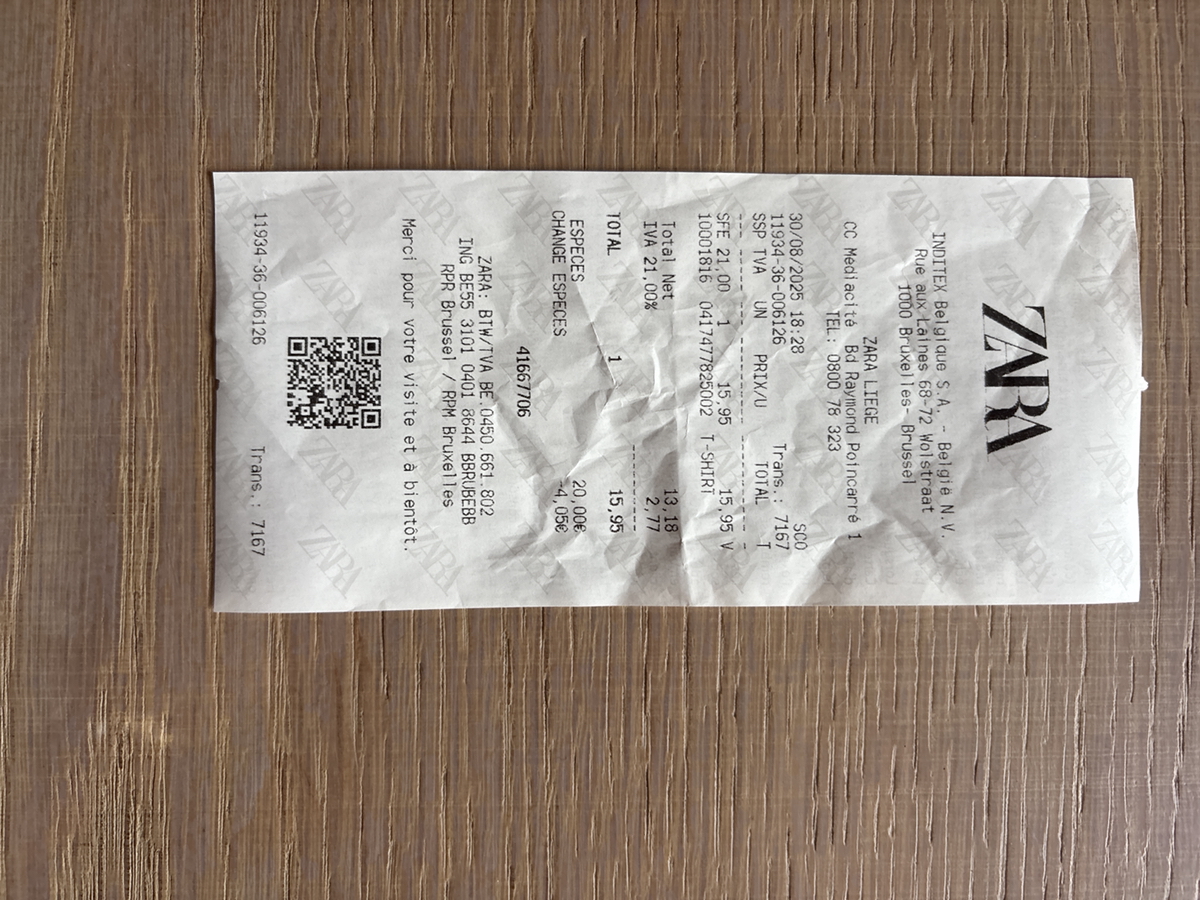 ZARA
INDITEX Belgique S.A. - België N.V.
Rue aux Laines 68-72 Wolstraat
1000 Bruxelles- Brussel
ZARA LIEGE
CC Médiacité Bd Raymond Poincarré 1
TEL: 0800 78 323
SCO
30/08/2025 18:28
11934-36-006126 Trans.: 7167
SSP TVA UN PRIX/U TOTAL T
SFE 21,00 1 15,95 15,95 V
10001816 0417477825002 T-SHIRT
Total Net 13,18
IVA 21,00% 2,77
TOTAL 1 15,95
ESPECES 20,00€
CHANGE ESPECES -4,05€
41667706
ZARA: BTW/TVA BE.0450.661.802
ING BE55 3101 0401 8644 BBRUBEBB
RPR Brussel / RPM Bruxelles
Merci pour votre visite et à bientôt.
11934-36-006126 Trans.: 7167